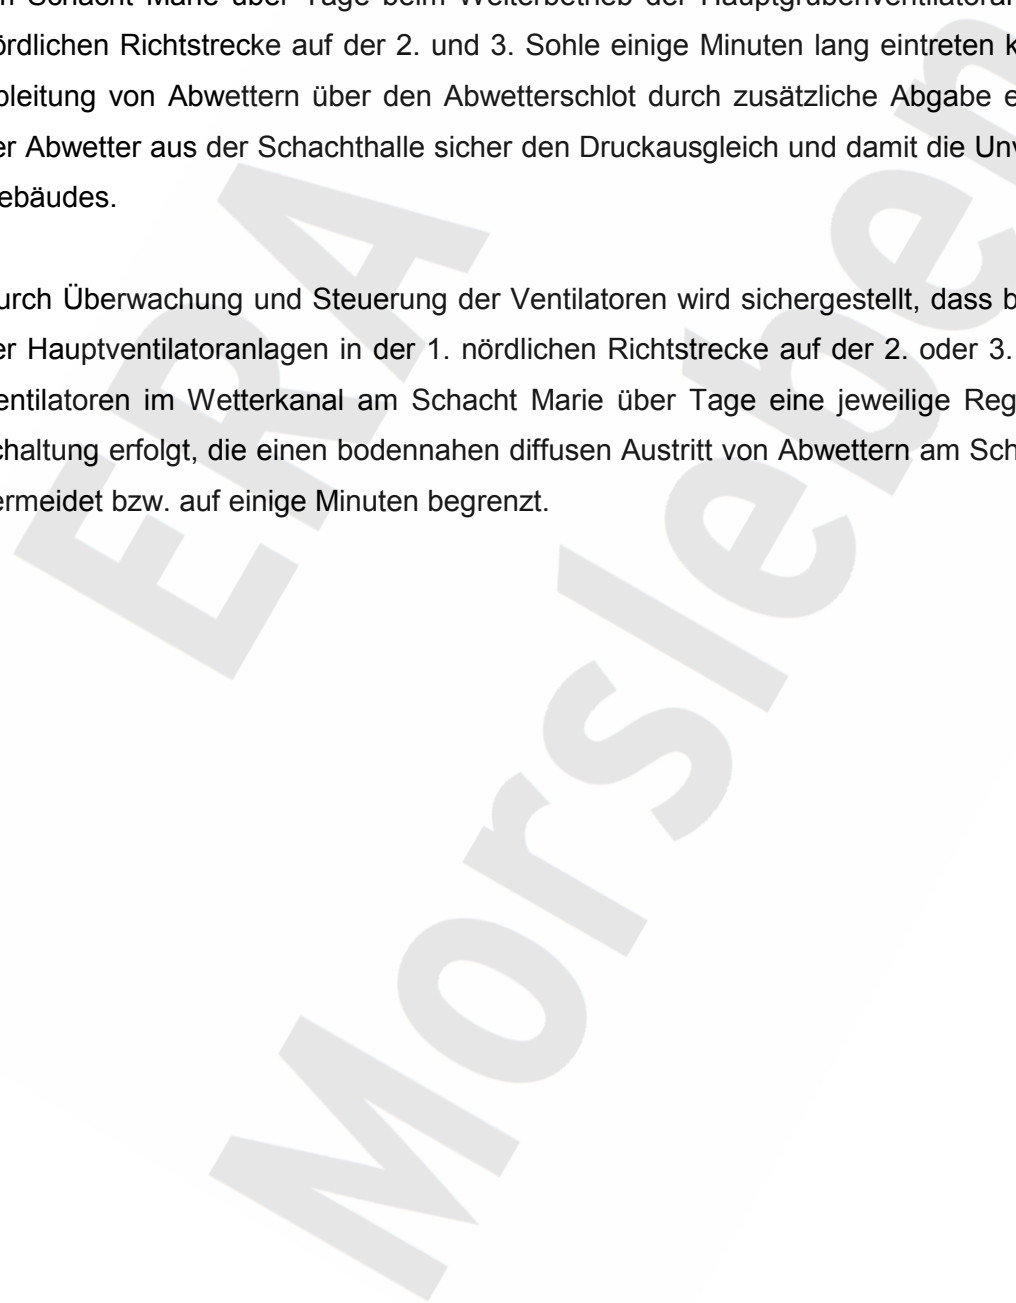 Schacht Marie über Tage beim Weiterbetrieb der Hauptgrubenventilatoran
ördlichen Richtstrecke auf der 2. und 3. Sohle einige Minuten lang eintreten k
bleitung von Abwettern über den Abwetterschlot durch zusätzliche Abgabe e
er Abwetter aus der Schachthalle sicher den Druckausgleich und damit die Unv
ebäudes.
urch Überwachung und Steuerung der Ventilatoren wird sichergestellt, dass b
er Hauptventilatoranlagen in der 1. nördlichen Richtstrecke auf der 2. oder 3.
entilatoren im Wetterkanal am Schacht Marie über Tage eine jeweilige Reg
chaltung erfolgt, die einen bodennahen diffusen Austritt von Abwettern am Sch
ermeidet bzw. auf einige Minuten begrenzt.
ERA
Morsleben